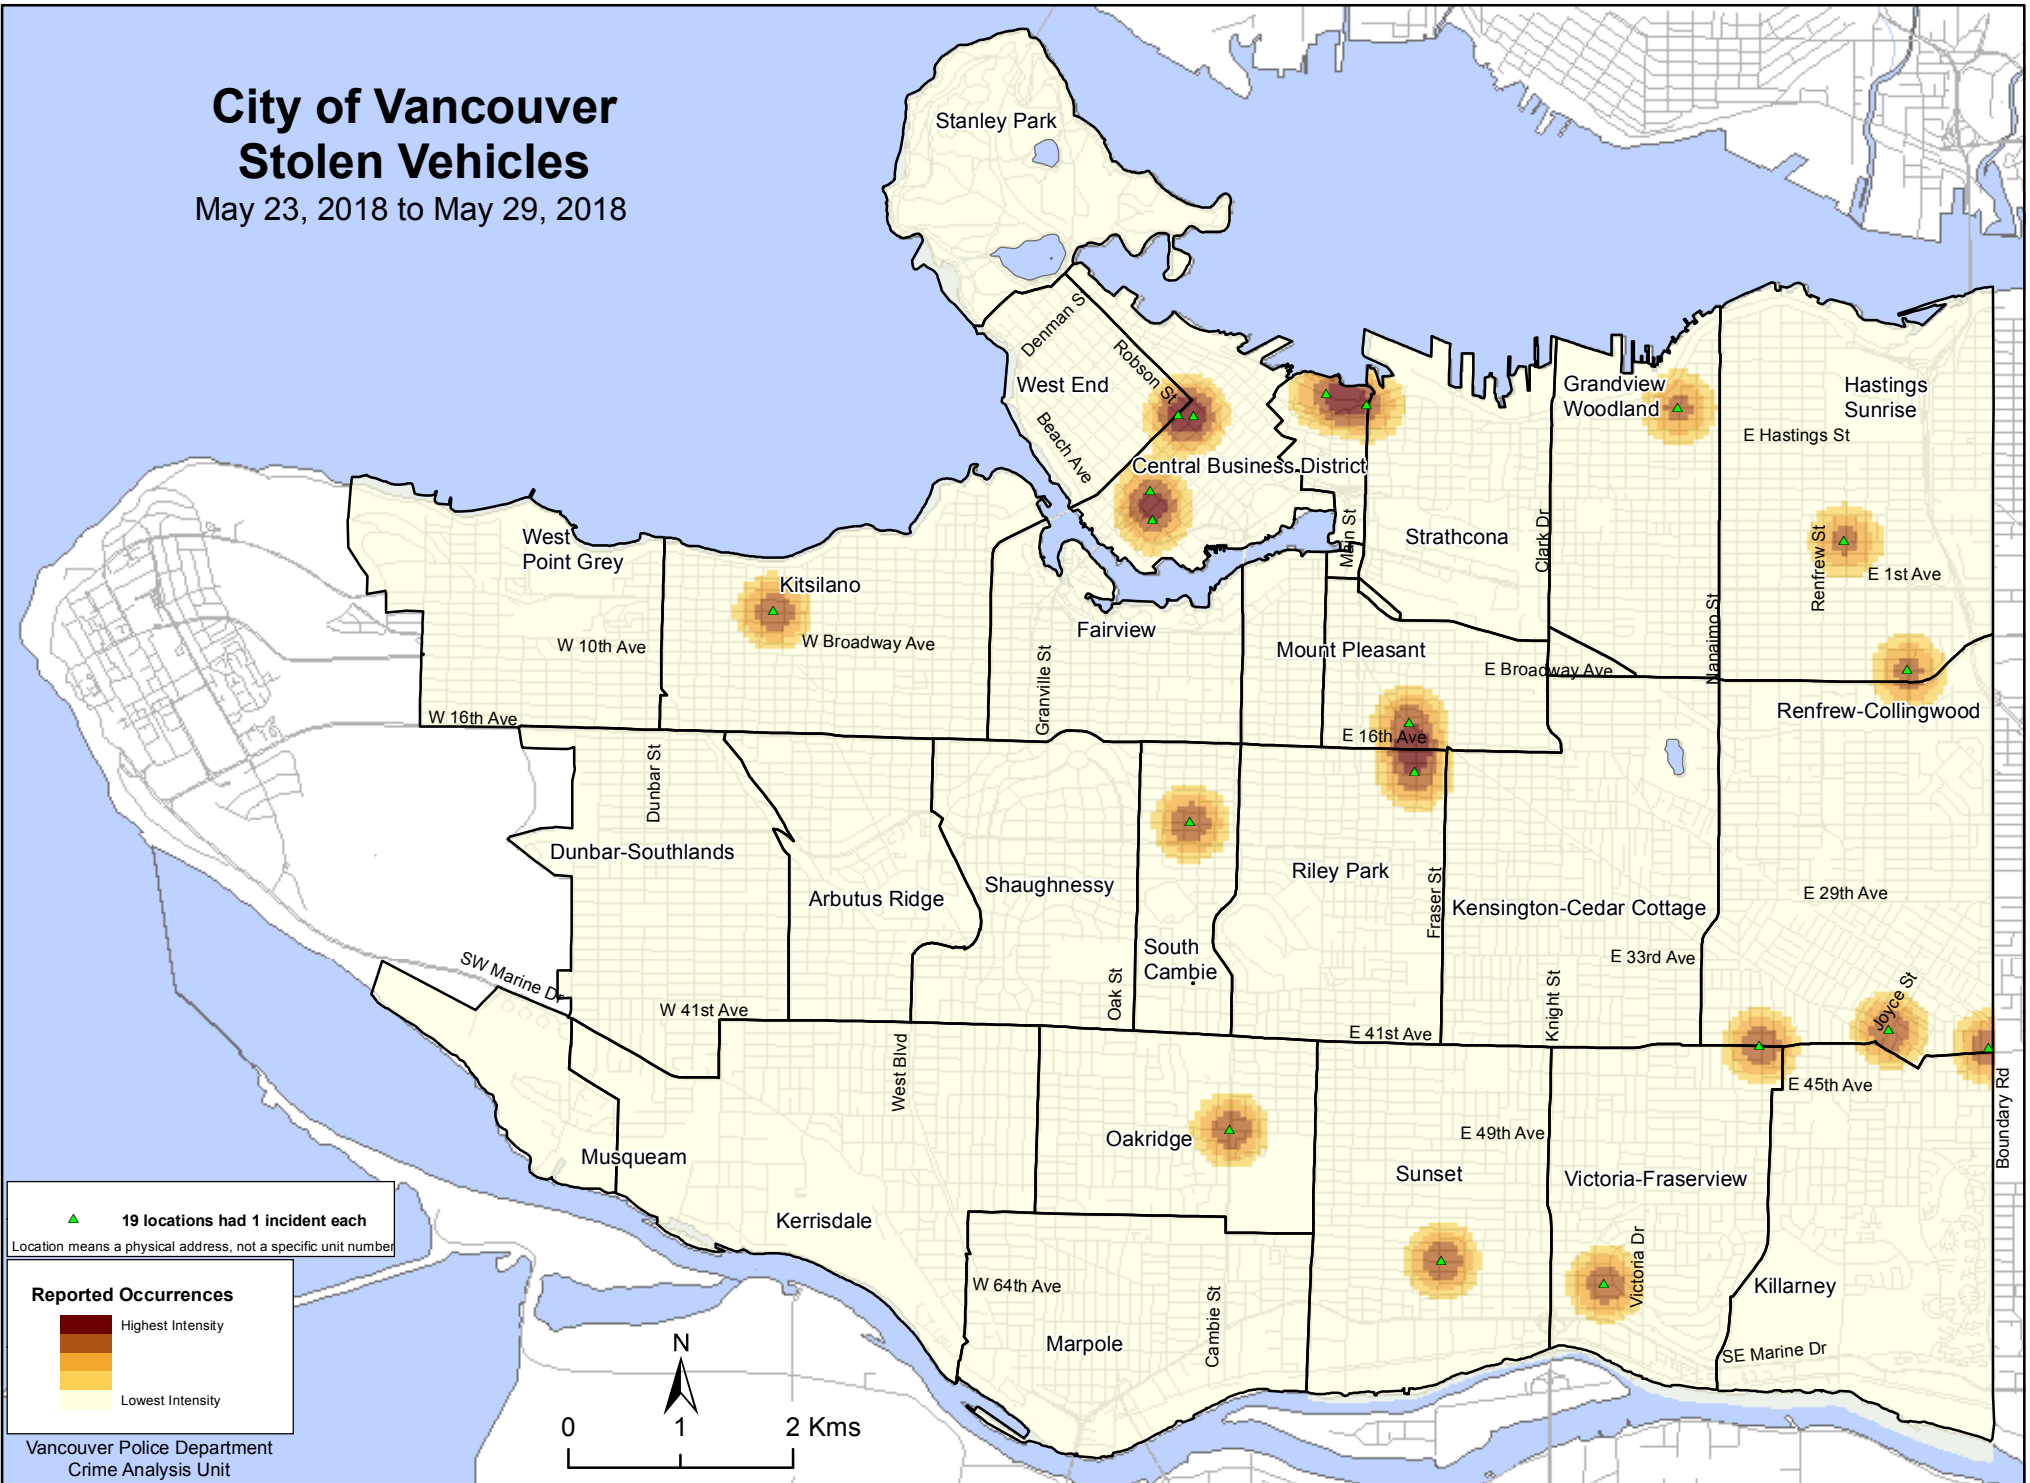 City of Vancouver
Stolen Vehicles
May 23, 2018 to May 29, 2018
Stanley Park
Denman S
Robson St
West End
Beach Ave
Central Business District
Grandview
Woodland
Hastings
Sunrise
E Hastings St
Main St
Strathcona
Clark Dr
Nanaimo St
Renfrew St
E 1st Ave
West
Point Grey
Kitsilano
W 10th Ave
W Broadway Ave
Fairview
Granville St
Mount Pleasant
E Broadway Ave
W 16th Ave
E 16th Ave
Renfrew-Collingwood
Dunbar St
Dunbar-Southlands
Arbutus Ridge
Shaughnessy
Riley Park
Fraser St
Kensington-Cedar Cottage
E 29th Ave
South
Cambie
E 33rd Ave
SW Marine Dr
W 41st Ave
Oak St
E 41st Ave
Knight St
Joyce St
West Blvd
E 45th Ave
Boundary Rd
Oakridge
E 49th Ave
Musqueam
Sunset
Victoria-Fraserview
Kerrisdale
Victoria Dr
W 64th Ave
Cambie St
Killarney
Marpole
SE Marine Dr
19 locations had 1 incident each
Location means a physical address, not a specific unit number
Reported Occurrences
Highest Intensity
Lowest Intensity
N
0 1 2 Kms
Vancouver Police Department
Crime Analysis Unit